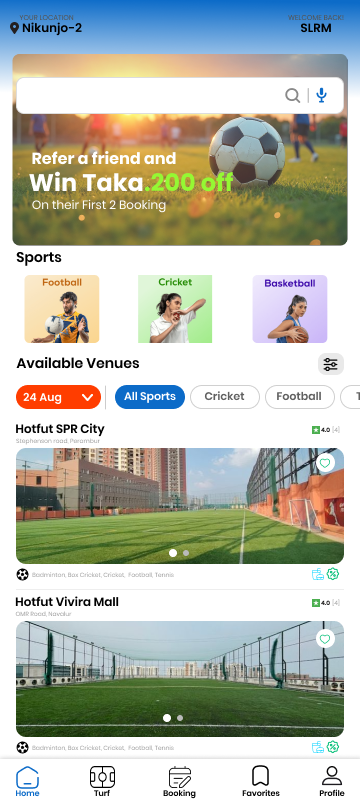 YOUR LOCATION
Nikunjo-2
WELCOME BACK!
SLRM
Refer a friend and
Win Taka.200 off
On their First 2 Booking
Sports
Football
Cricket
Basketball
Available Venues
24 Aug
All Sports
Cricket
Football
T
Hotfut SPR City
4.0 (4)
Stephenson road, Perambur
Badminton, Box Cricket, Cricket, Football, Tennis
Hotfut Vivira Mall
4.0 (4)
OMR Road, Navalur
Badminton, Box Cricket, Cricket, Football, Tennis
Home
Turf
Booking
Favorites
Profile